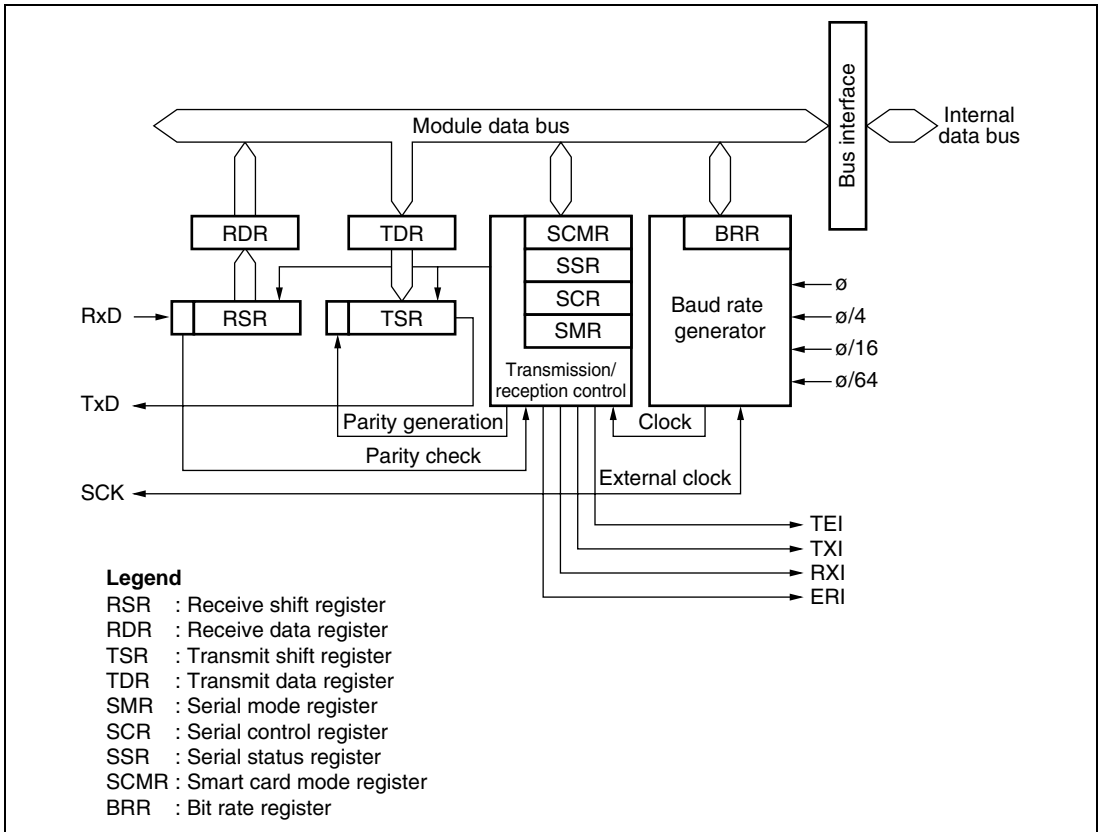 Bus interface
Internal
data bus
Module data bus
RDR
TDR
SCMR
BRR
SSR
SCR
SMR
RSR
TSR
Baud rate
generator
ø
ø/4
ø/16
ø/64
RxD
Transmission/
reception control
TxD
Parity generation
Clock
Parity check
External clock
SCK
TEI
TXI
RXI
ERI
Legend
RSR : Receive shift register
RDR : Receive data register
TSR : Transmit shift register
TDR : Transmit data register
SMR : Serial mode register
SCR : Serial control register
SSR : Serial status register
SCMR : Smart card mode register
BRR : Bit rate register